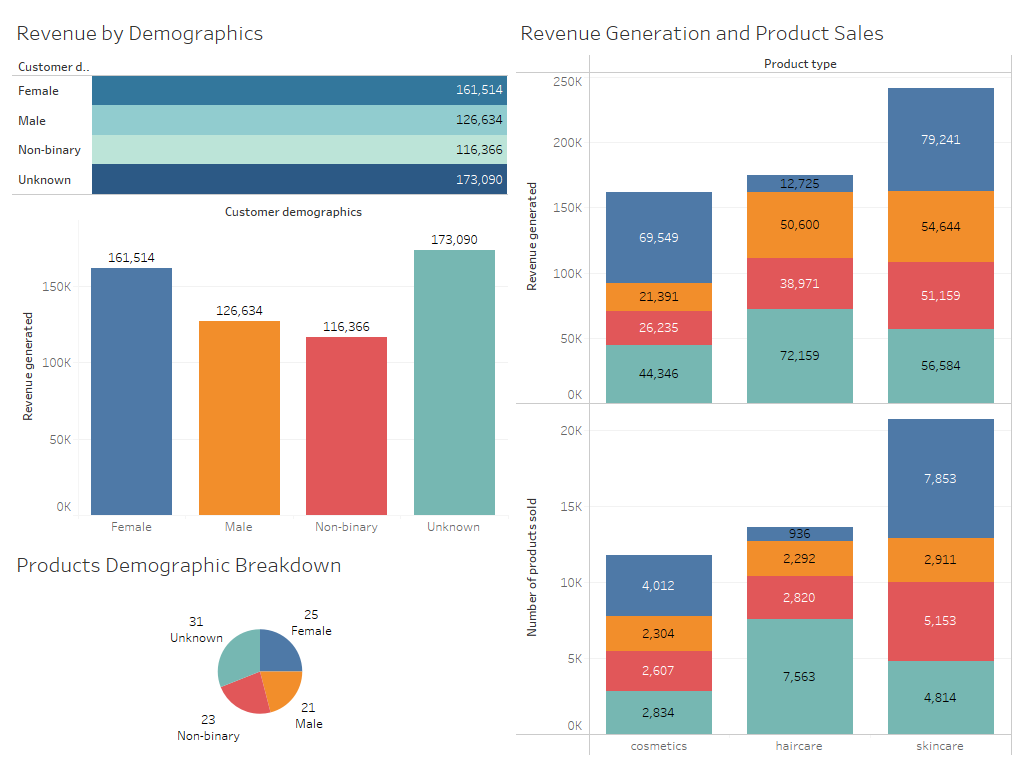 Revenue by Demographics
Customer d..
Female 161,514
Male 126,634
Non-binary 116,366
Unknown 173,090
Customer demographics
Revenue generated
150K
100K
50K
0K
161,514
126,634
116,366
173,090
Female Male Non-binary Unknown
Products Demographic Breakdown
31
Unknown
25
Female
23
Non-binary
21
Male
Revenue Generation and Product Sales
Product type
Revenue generated
250K
200K
150K
100K
50K
0K
69,549
21,391
26,235
44,346
12,725
50,600
38,971
72,159
79,241
54,644
51,159
56,584
Number of products sold
20K
15K
10K
5K
0K
4,012
2,304
2,607
2,834
936
2,292
2,820
7,563
7,853
2,911
5,153
4,814
cosmetics haircare skincare